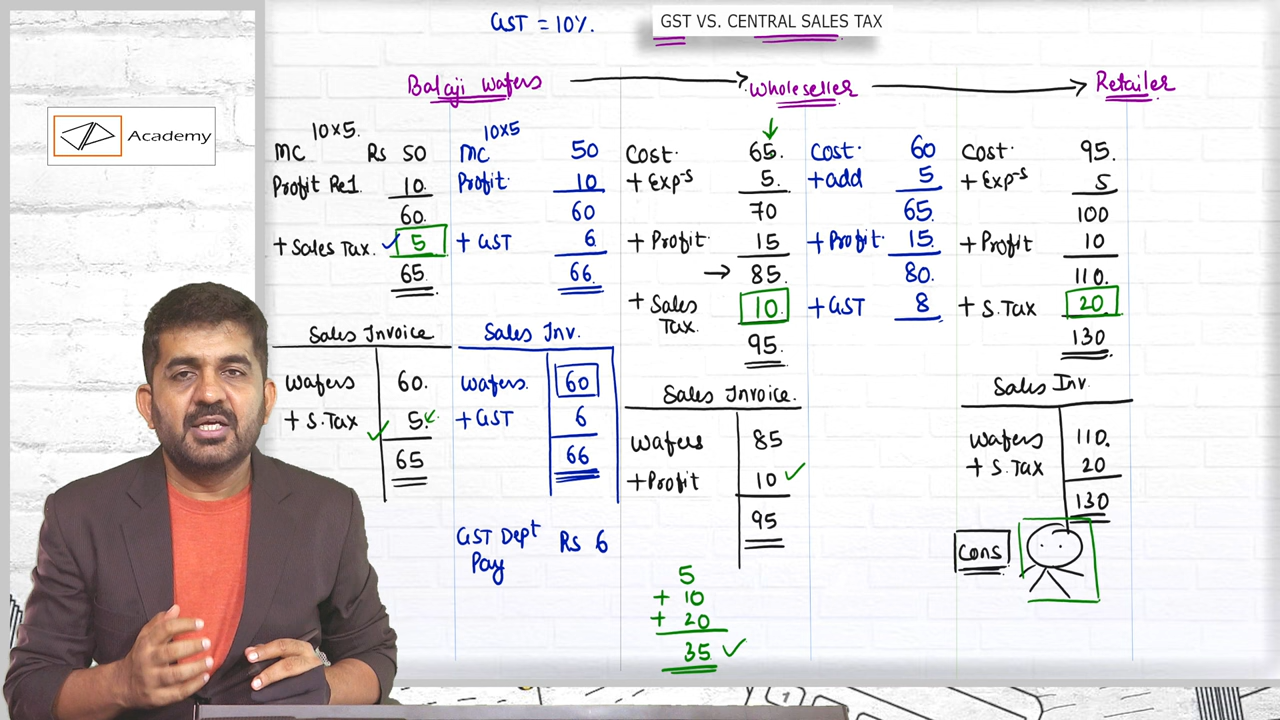 GST = 10%.
GST VS. CENTRAL SALES TAX
Balaji Wafers
Wholeseller
Retailer
Academy
10×5.
MC Rs 50
Profit Re1. 10.
60.
+ Sales Tax. ✓ 5
65.
Sales Invoice
Wafers 60.
+ S.Tax 5.
65
10×5
MC 50
Profit. 10
60
+ GST 6
66
Sales Inv.
Wafers. 60
+ GST 6
66
GST Dept Rs 6
Pay
Cost. 65.
+ Exp-s 5.
70
+ Profit. 15
→ 85.
+ Sales 10.
Tax.
95.
Sales Invoice.
Wafers 85
+ Profit 10 ✓
95
5
+ 10
+ 20
35 ✓
Cost. 60
+ add 5
65.
+ Profit. 15
80.
+ GST 8
Cost. 95.
+ Exp-s 5
100
+ Profit 10
110.
+ S.Tax 20
130
Sales Inv.
Wafers 110.
+ S.Tax 20
130
Cons